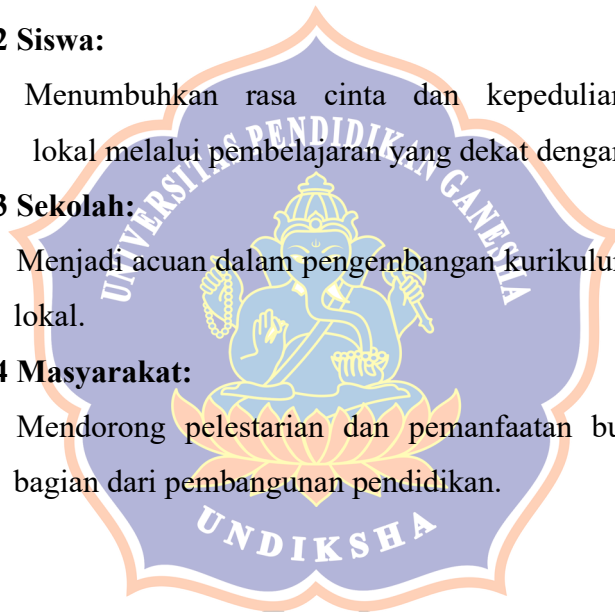 2 Siswa:
Menumbuhkan rasa cinta dan kepedulian
lokal melalui pembelajaran yang dekat dengan
3 Sekolah:
Menjadi acuan dalam pengembangan kurikulum
lokal.
4 Masyarakat:
Mendorong pelestarian dan pemanfaatan
bagian dari pembangunan pendidikan.
UNIVERSITAS PENDIDIKAN GANESHA
UNDIKSHA